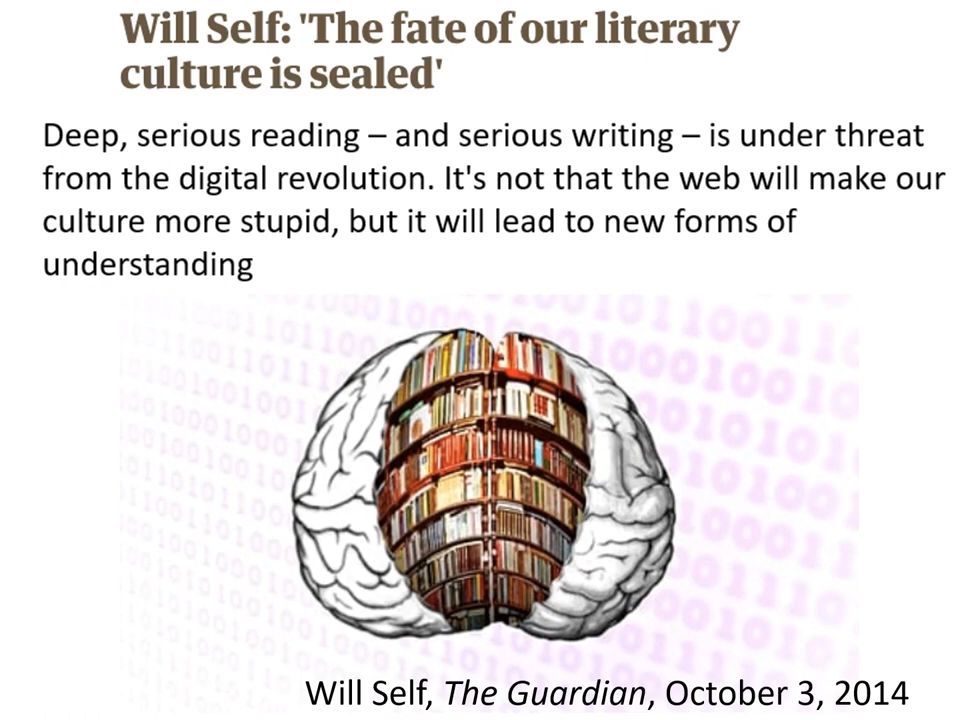 Will Self: 'The fate of our literary
culture is sealed'
Deep, serious reading – and serious writing – is under threat
from the digital revolution. It's not that the web will make our
culture more stupid, but it will lead to new forms of
understanding
Will Self, The Guardian, October 3, 2014